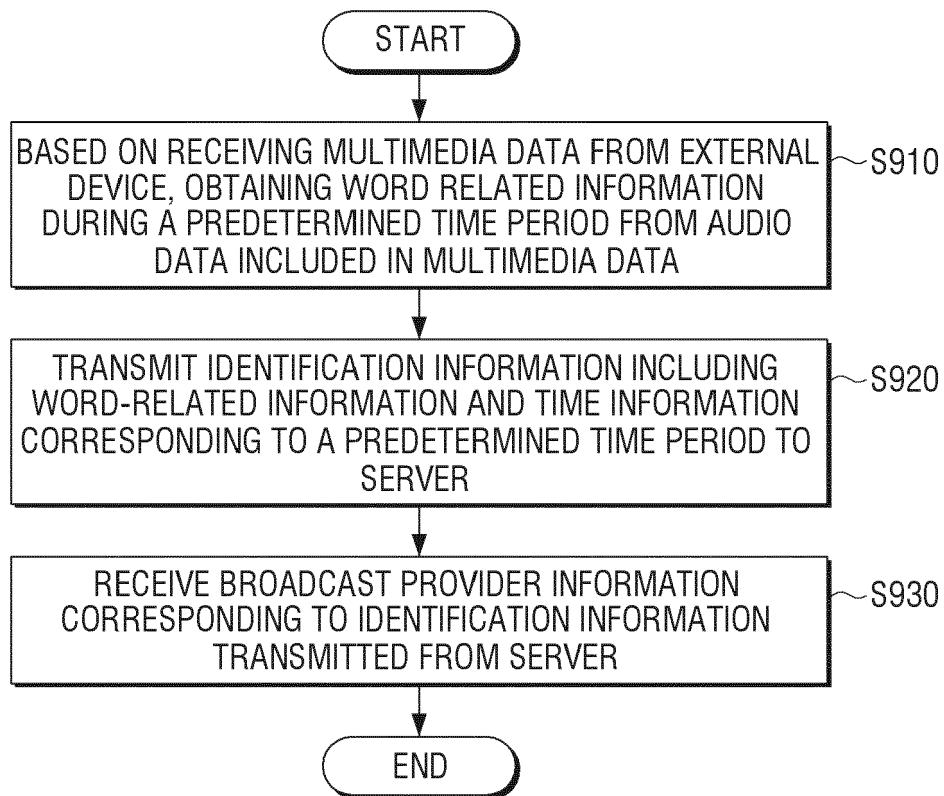 START
BASED ON RECEIVING MULTIMEDIA DATA FROM EXTERNAL
DEVICE, OBTAINING WORD RELATED INFORMATION
DURING A PREDETERMINED TIME PERIOD FROM AUDIO
DATA INCLUDED IN MULTIMEDIA DATA
S910
TRANSMIT IDENTIFICATION INFORMATION INCLUDING
WORD-RELATED INFORMATION AND TIME INFORMATION
CORRESPONDING TO A PREDETERMINED TIME PERIOD TO
SERVER
S920
RECEIVE BROADCAST PROVIDER INFORMATION
CORRESPONDING TO IDENTIFICATION INFORMATION
TRANSMITTED FROM SERVER
S930
END